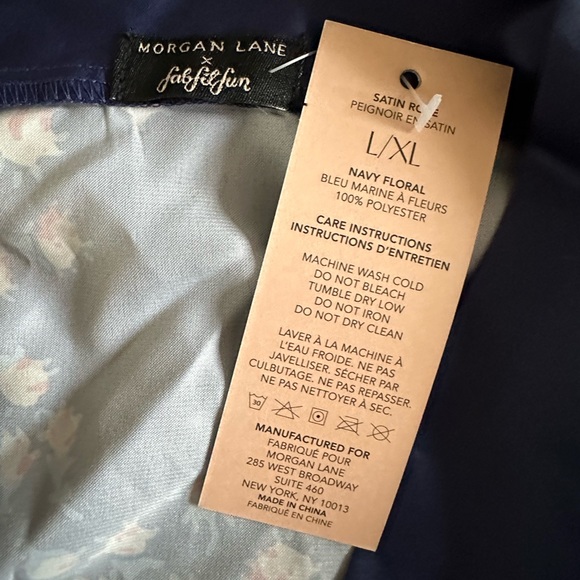 MORGAN LANE
×
fabfitfun
SATIN ROBE
PEIGNOIR EN SATIN
L/XL
NAVY FLORAL
BLEU MARINE À FLEURS
100% POLYESTER
CARE INSTRUCTIONS
INSTRUCTIONS D'ENTRETIEN
MACHINE WASH COLD
DO NOT BLEACH
TUMBLE DRY LOW
DO NOT IRON
DO NOT DRY CLEAN
LAVER À LA MACHINE À
L'EAU FROIDE. NE PAS
JAVELLISER. SÉCHER PAR
CULBUTAGE. NE PAS REPASSER.
NE PAS NETTOYER À SEC.
30
MANUFACTURED FOR
FABRIQUÉ POUR
MORGAN LANE
285 WEST BROADWAY
SUITE 460
NEW YORK, NY 10013
MADE IN CHINA
FABRIQUÉ EN CHINE